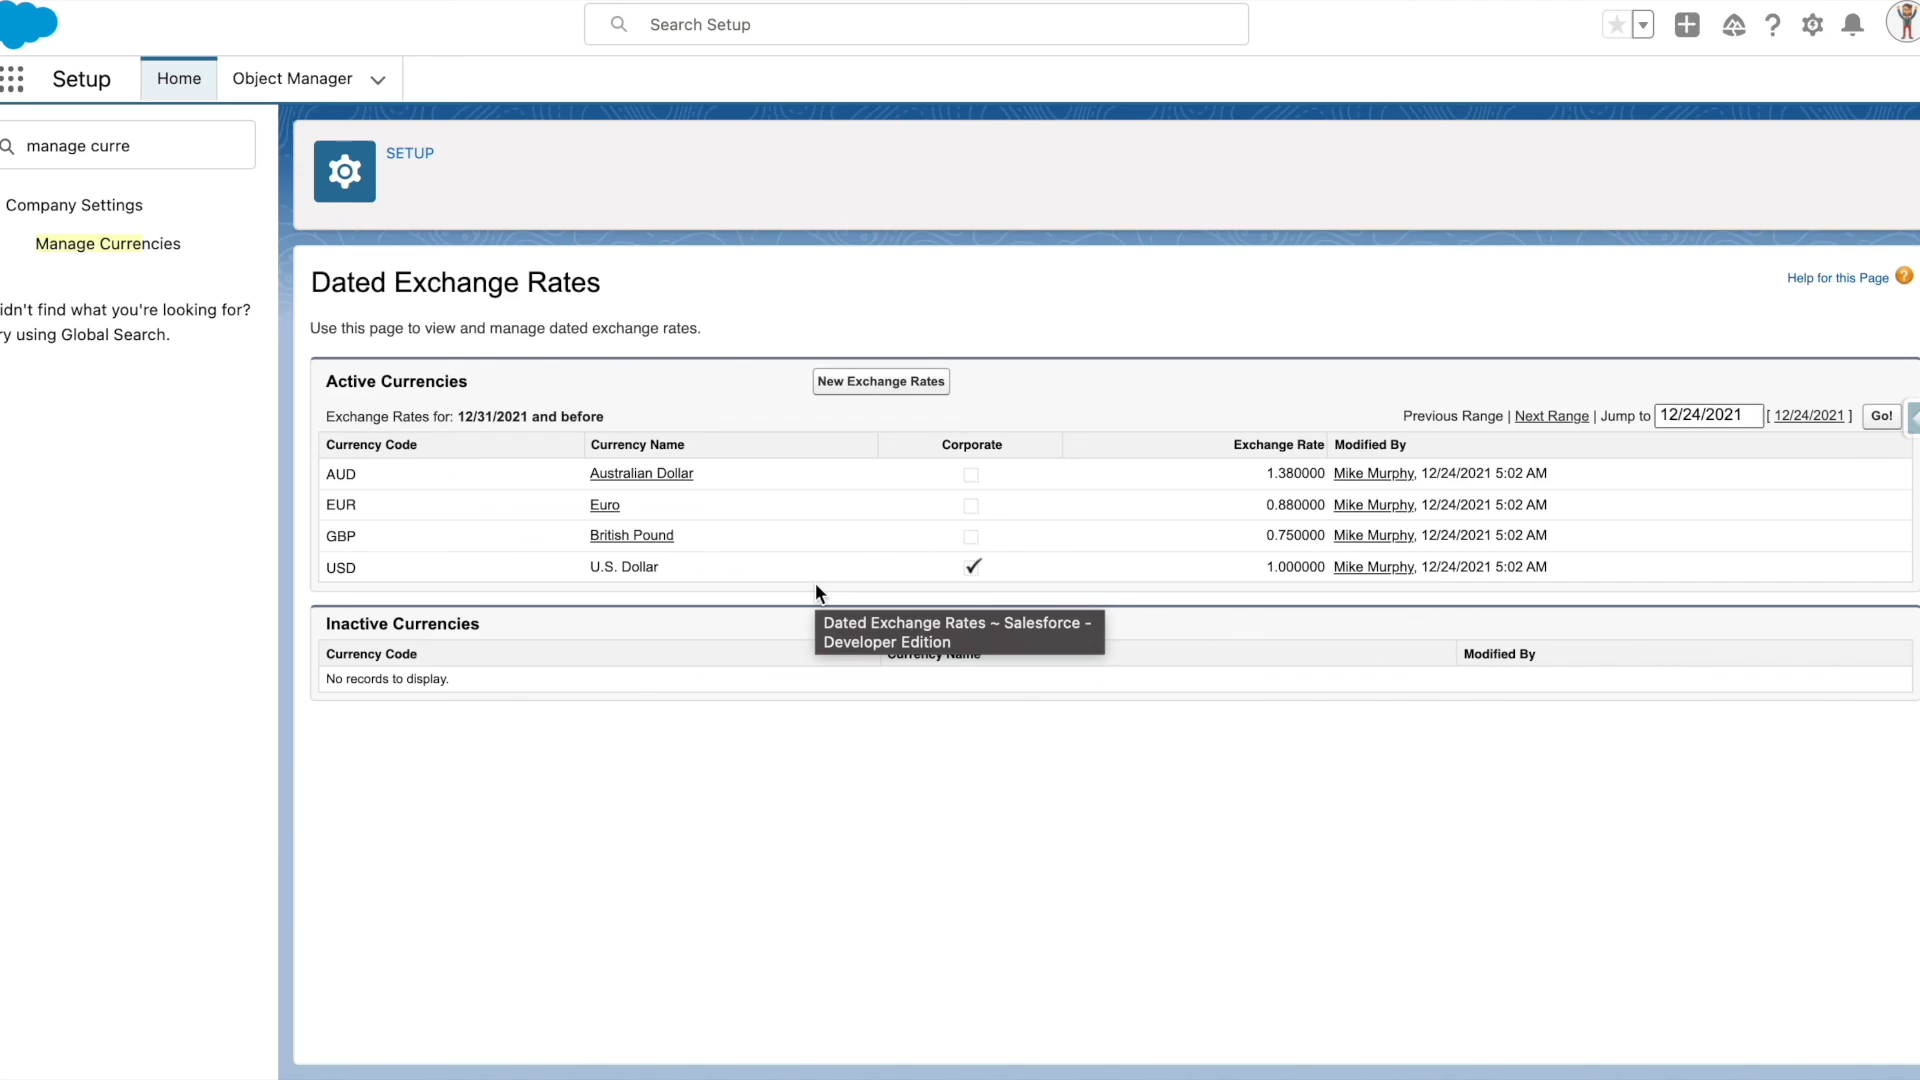 Search Setup
Setup
Home
Object Manager
manage curre
Company Settings
Manage Currencies
idn't find what you're looking for?
ry using Global Search.
SETUP
Dated Exchange Rates
Help for this Page
Use this page to view and manage dated exchange rates.
Active Currencies
New Exchange Rates
Exchange Rates for: 12/31/2021 and before
Previous Range | Next Range | Jump to 12/24/2021 [ 12/24/2021 ] Go!
Currency Code Currency Name Corporate Exchange Rate Modified By
AUD Australian Dollar 1.380000 Mike Murphy, 12/24/2021 5:02 AM
EUR Euro 0.880000 Mike Murphy, 12/24/2021 5:02 AM
GBP British Pound 0.750000 Mike Murphy, 12/24/2021 5:02 AM
USD U.S. Dollar 1.000000 Mike Murphy, 12/24/2021 5:02 AM
Inactive Currencies
Dated Exchange Rates ~ Salesforce -
Developer Edition
Currency Code Currency Name Modified By
No records to display.